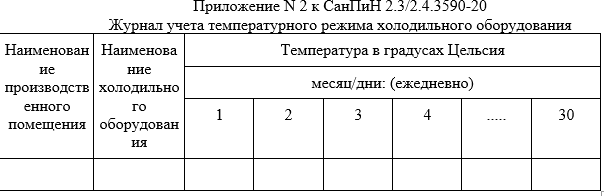 Приложение N 2 к СанПиН 2.3/2.4.3590-20
Журнал учета температурного режима холодильного оборудования
Наименован
ие
производств
енного
помещения
Наименова
ние
холодильно
го
оборудован
ия
Температура в градусах Цельсия
месяц/дни: (ежедневно)
1 2 3 4 ..... 30